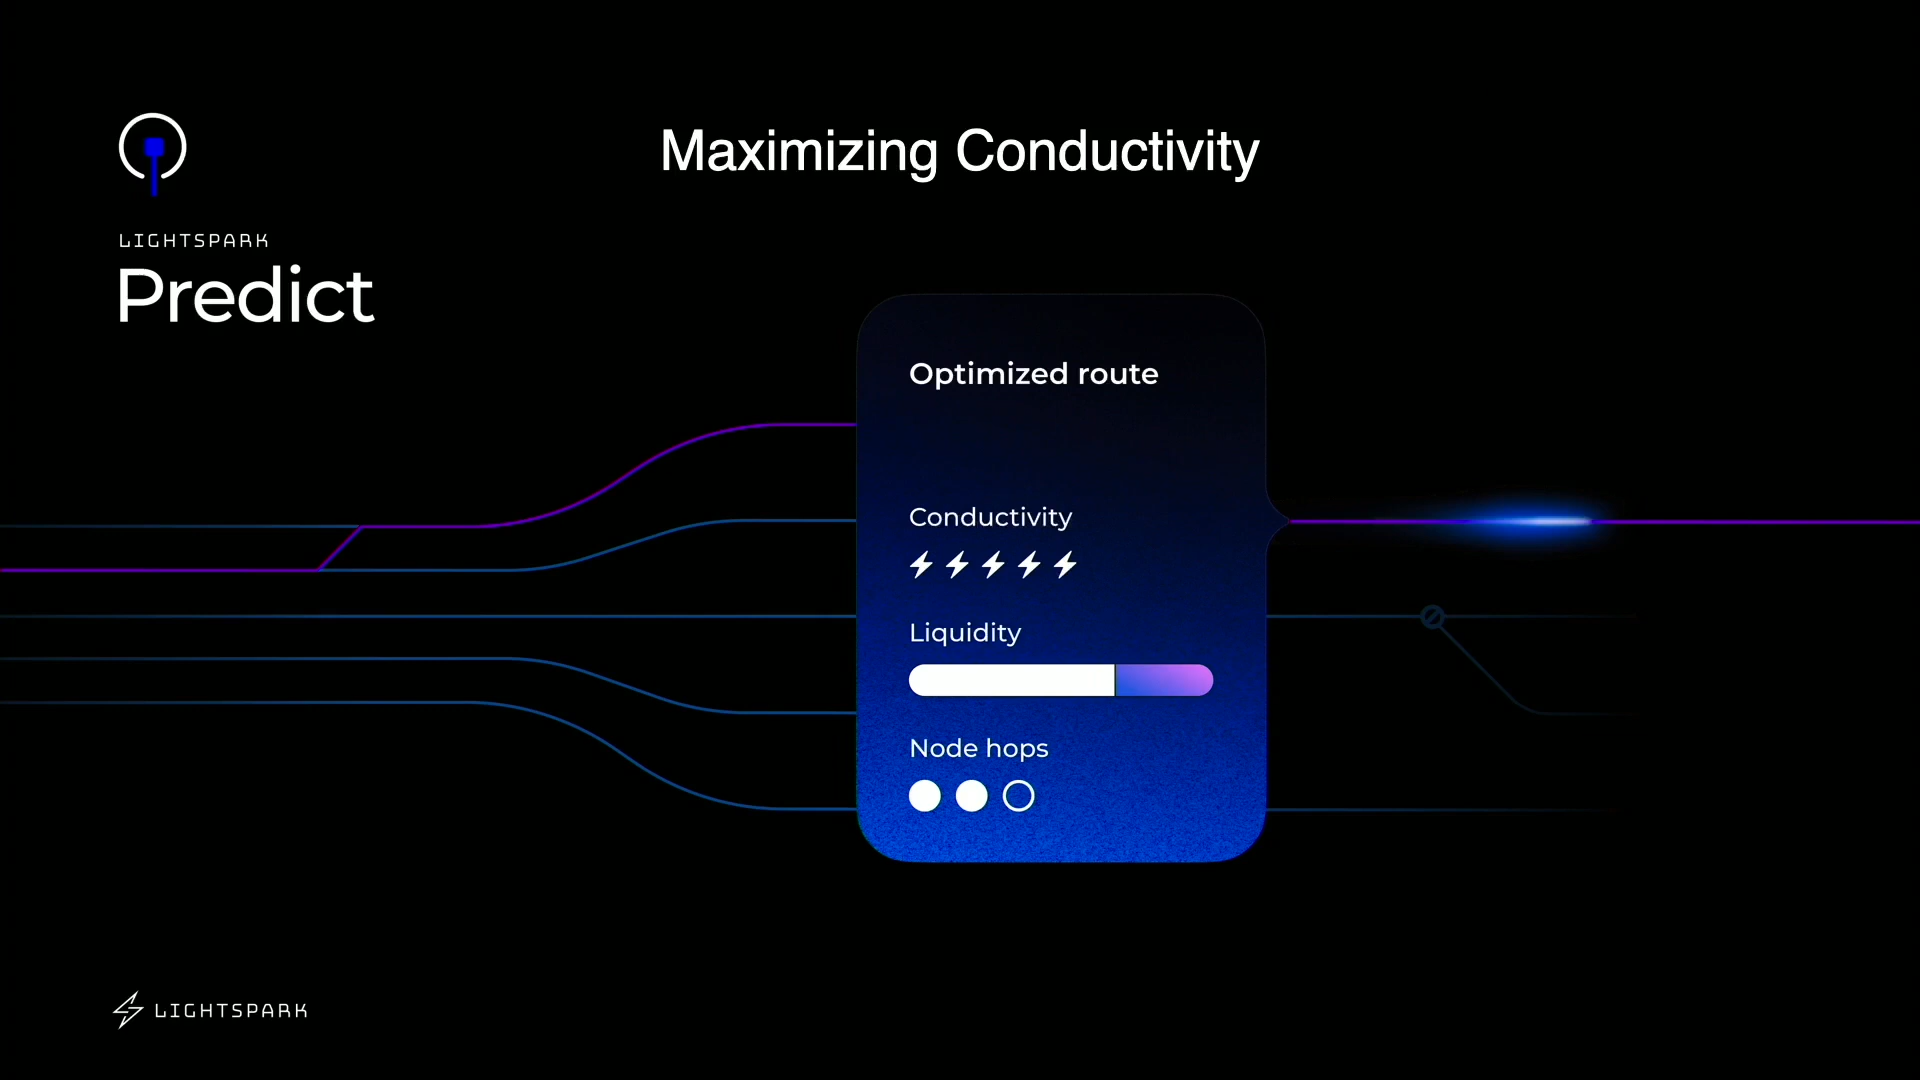 Maximizing Conductivity
LIGHTSPARK
Predict
Optimized route
Conductivity
Liquidity
Node hops
LIGHTSPARK